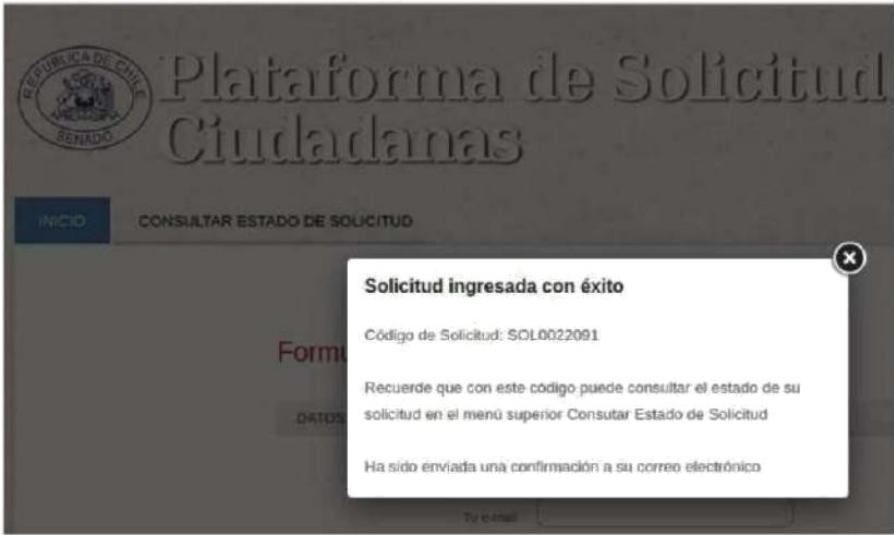 REPUBLICA DE CHILE
SENADO
Plataforma de Solicitud
Ciudadanas
INICIO
CONSULTAR ESTADO DE SOLICITUD
Solicitud ingresada con éxito
Código de Solicitud: SOL0022091
Formu
Recuerde que con este código puede consultar el estado de su
DATOS
solicitud en el menú superior Consutar Estado de Solicitud
Ha sido enviada una confirmación a su correo electrónico
Tu e-mail